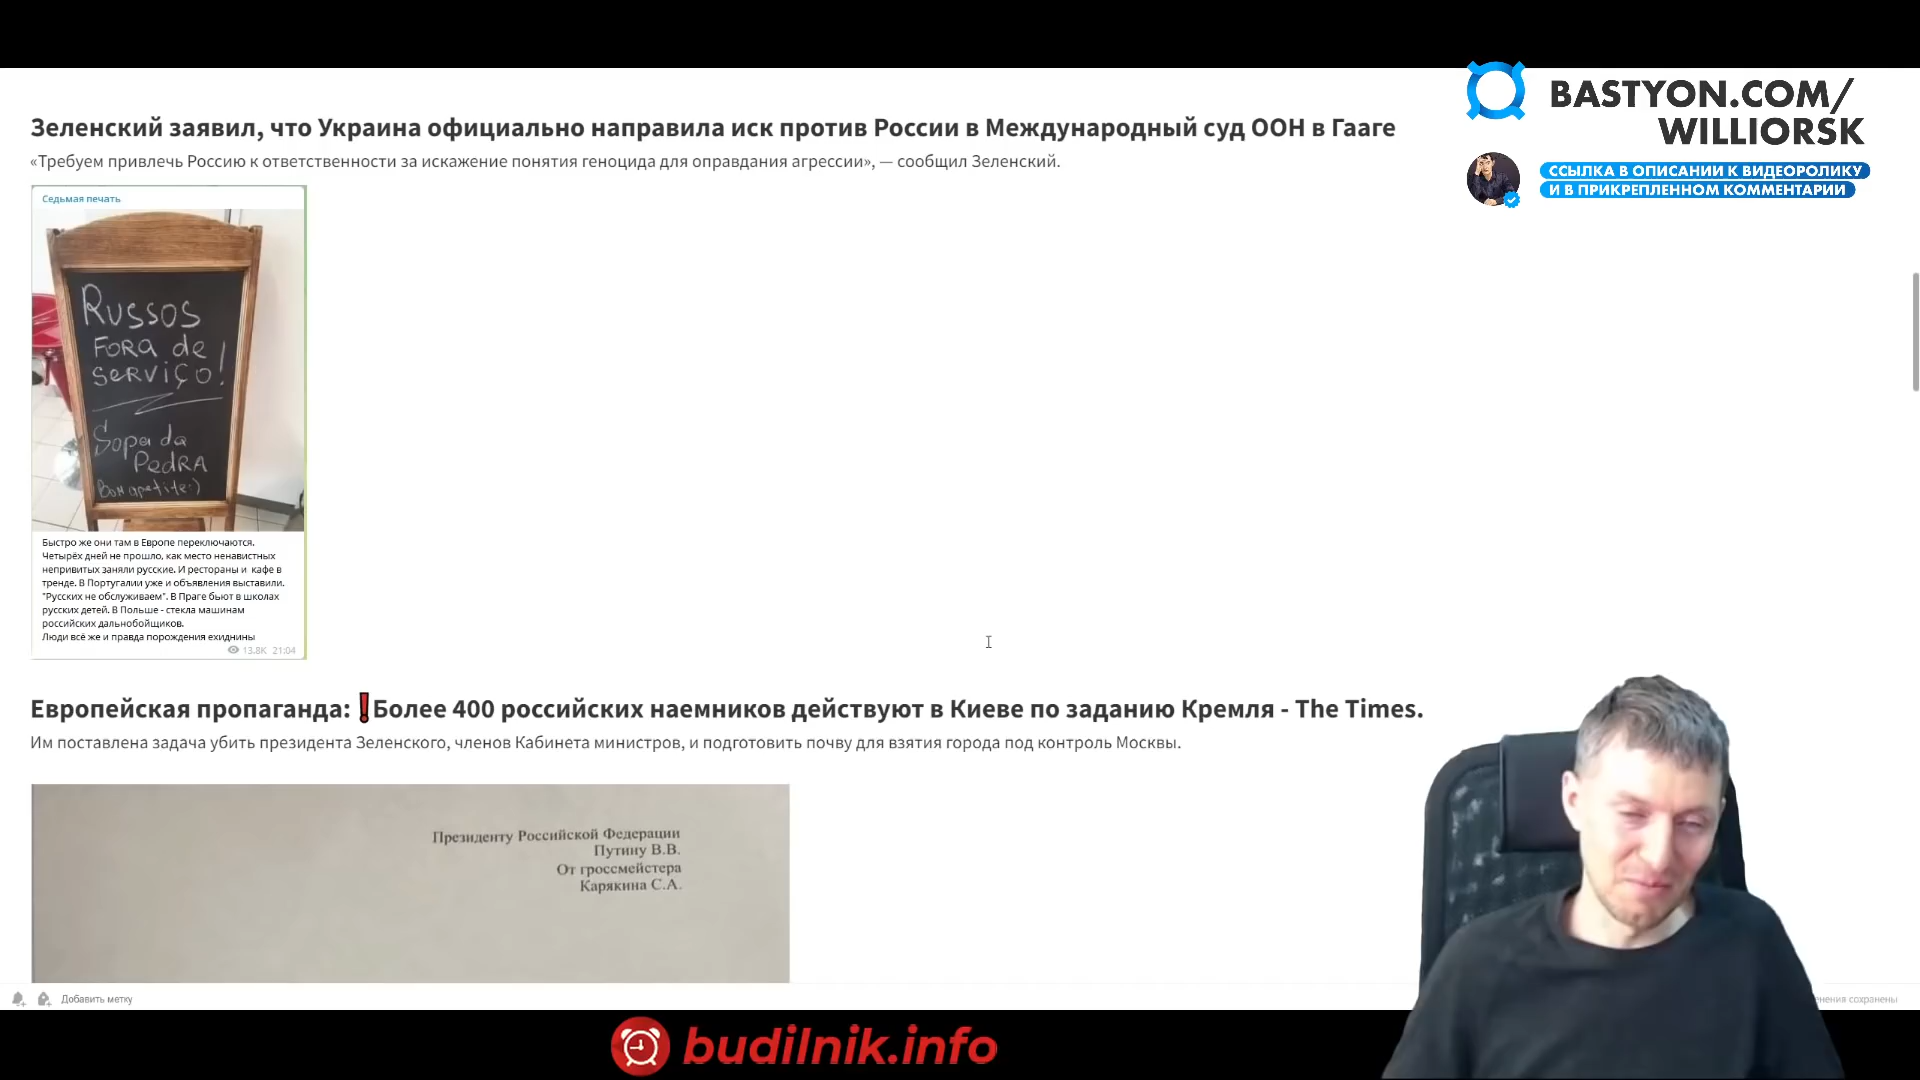 BASTYON.COM/
WILLIORSK
ССЫЛКА В ОПИСАНИИ К ВИДЕОРОЛИКУ
И В ПРИКРЕПЛЕННОМ КОММЕНТАРИИ
Зеленский заявил, что Украина официально направила иск против России в Международный суд ООН в Гааге
«Требуем привлечь Россию к ответственности за искажение понятия геноцида для оправдания агрессии», — сообщил Зеленский.
Седьмая печать
Russos
Fora de
serviço!
Sopa da
Pedra
Bom apetite:)
Быстро же они там в Европе переключаются.
Четырёх дней не прошло, как место ненавистных
непривитых заняли русские. И рестораны и кафе в
тренде. В Португалии уже и объявления выставили.
"Русских не обслуживаем". В Праге бьют в школах
русских детей. В Польше - стекла машинам
российских дальнобойщиков.
Люди всё же и правда порождения ехиднины
13.8K 21:04
Европейская пропаганда: ❗Более 400 российских наемников действуют в Киеве по заданию Кремля - The Times.
Им поставлена задача убить президента Зеленского, членов Кабинета министров, и подготовить почву для взятия города под контроль Москвы.
Президенту Российской Федерации
Путину В.В.
От гроссмейстера
Карякина С.А.
Добавить метку
сохранены
budilnik.info